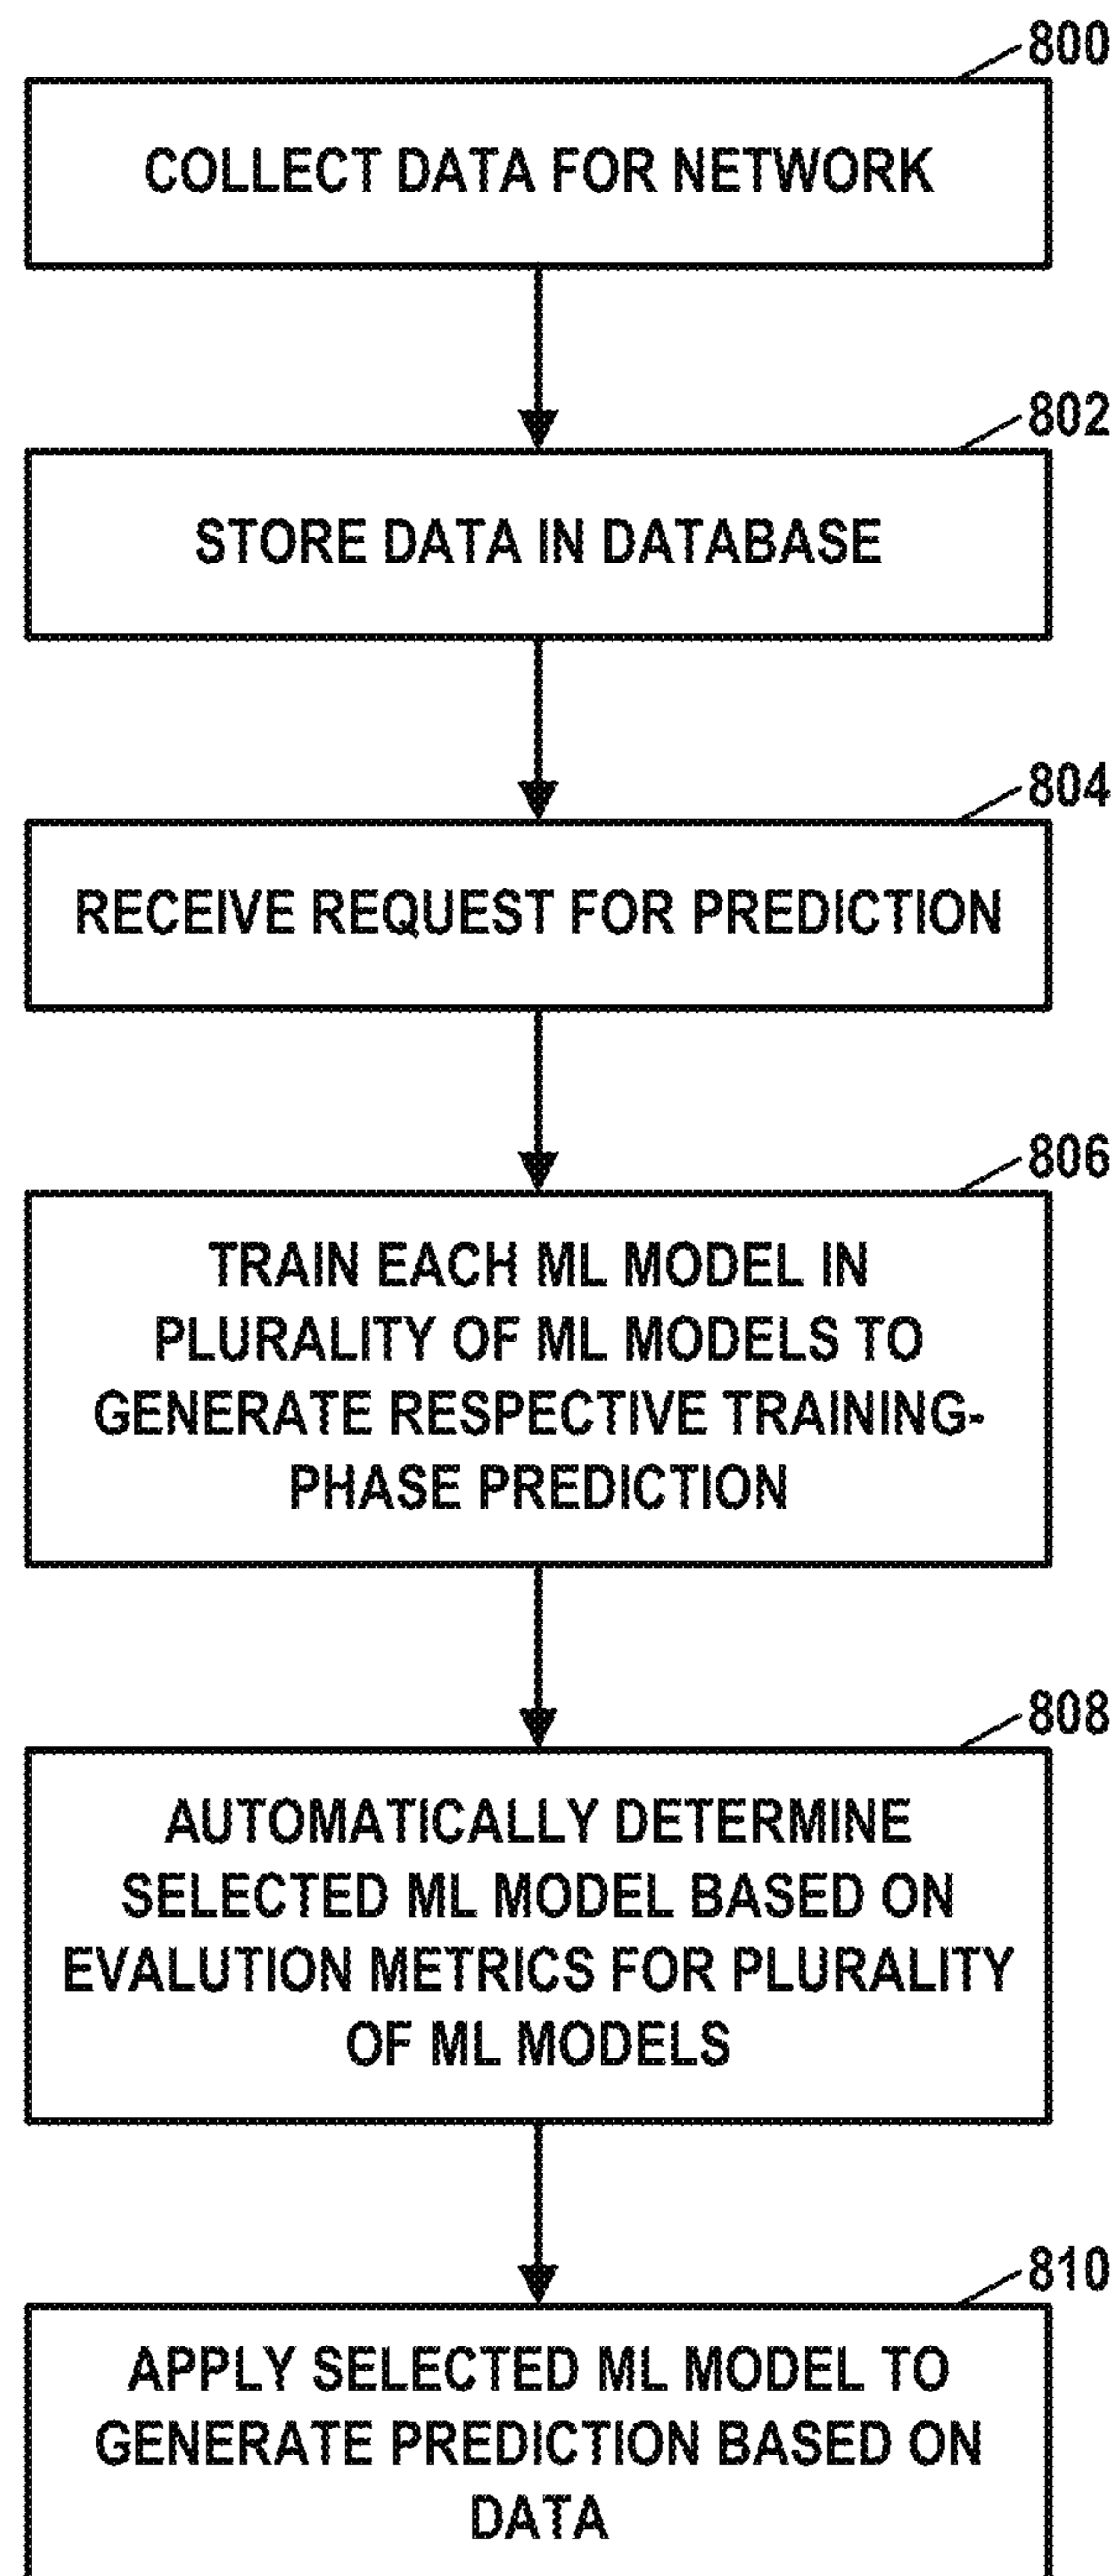 800
COLLECT DATA FOR NETWORK
802
STORE DATA IN DATABASE
804
RECEIVE REQUEST FOR PREDICTION
806
TRAIN EACH ML MODEL IN
PLURALITY OF ML MODELS TO
GENERATE RESPECTIVE TRAINING-
PHASE PREDICTION
808
AUTOMATICALLY DETERMINE
SELECTED ML MODEL BASED ON
EVALUTION METRICS FOR PLURALITY
OF ML MODELS
810
APPLY SELECTED ML MODEL TO
GENERATE PREDICTION BASED ON
DATA